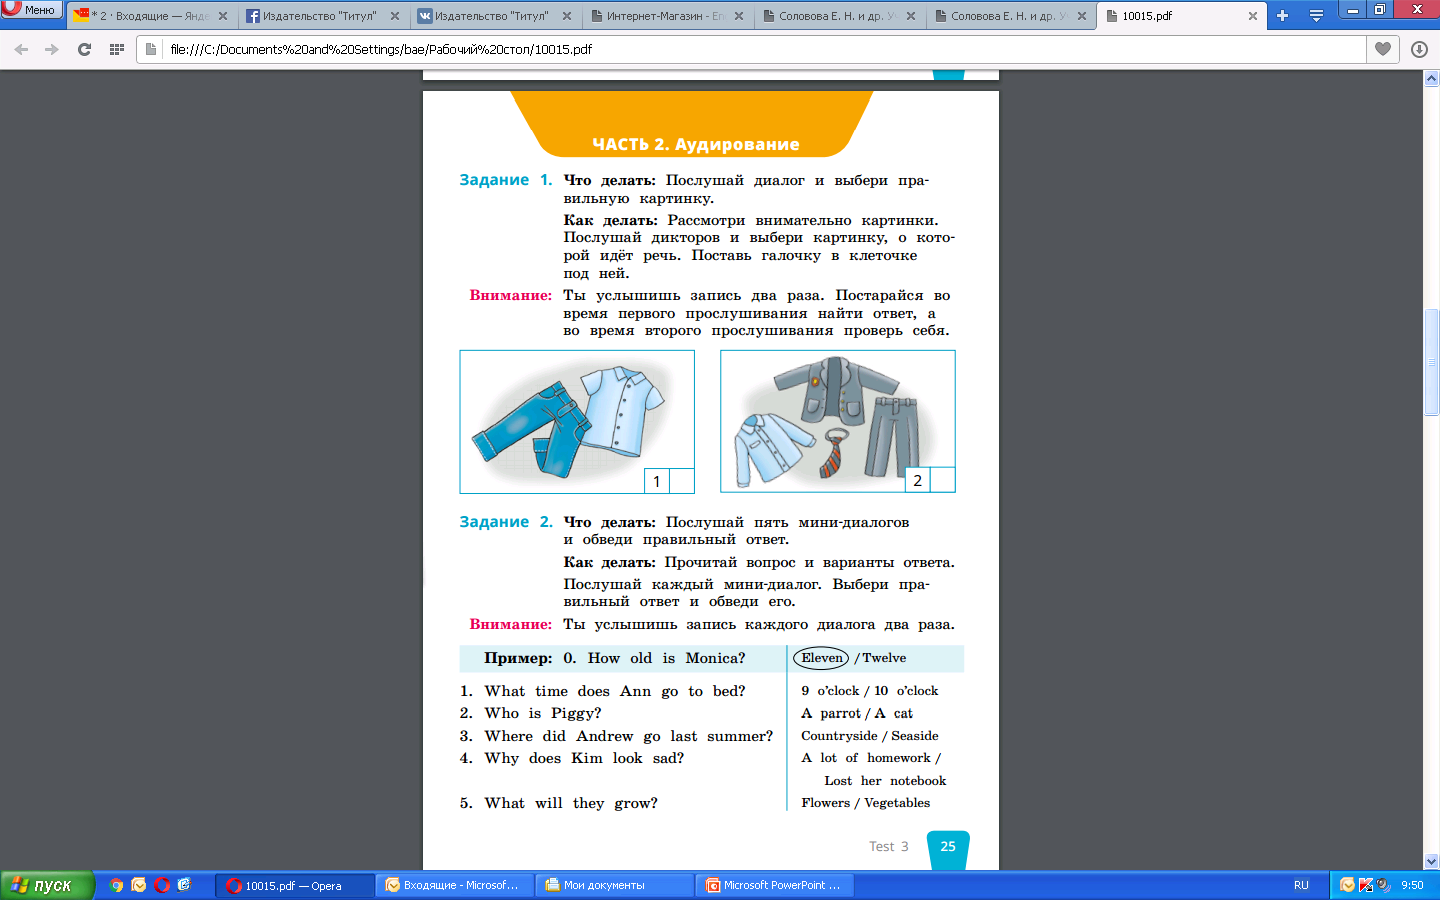 Меню
* 2 · Входящие — Янде
Издательство "Титул"
Издательство "Титул"
Интернет-Магазин - En
Соловова Е. Н. и др. У
Соловова Е. Н. и др. У
10015.pdf
file:///C:/Documents%20and%20Settings/bae/Рабочий%20стол/10015.pdf
ЧАСТЬ 2. Аудирование
Задание 1. Что делать: Послушай диалог и выбери пра-
вильную картинку.
Как делать: Рассмотри внимательно картинки.
Послушай дикторов и выбери картинку, о кото-
рой идёт речь. Поставь галочку в клеточке
под ней.
Внимание: Ты услышишь запись два раза. Постарайся во
время первого прослушивания найти ответ, а
во время второго прослушивания проверь себя.
1
2
Задание 2. Что делать: Послушай пять мини-диалогов
и обведи правильный ответ.
Как делать: Прочитай вопрос и варианты ответа.
Послушай каждый мини-диалог. Выбери пра-
вильный ответ и обведи его.
Внимание: Ты услышишь запись каждого диалога два раза.
Пример: 0. How old is Monica? Eleven / Twelve
1. What time does Ann go to bed? 9 o’clock / 10 o’clock
2. Who is Piggy? A parrot / A cat
3. Where did Andrew go last summer? Countryside / Seaside
4. Why does Kim look sad? A lot of homework /
Lost her notebook
5. What will they grow? Flowers / Vegetables
Test 3 25
пуск
10015.pdf — Opera
Входящие - Microsof...
Мои документы
Microsoft PowerPoint ...
RU
9:50